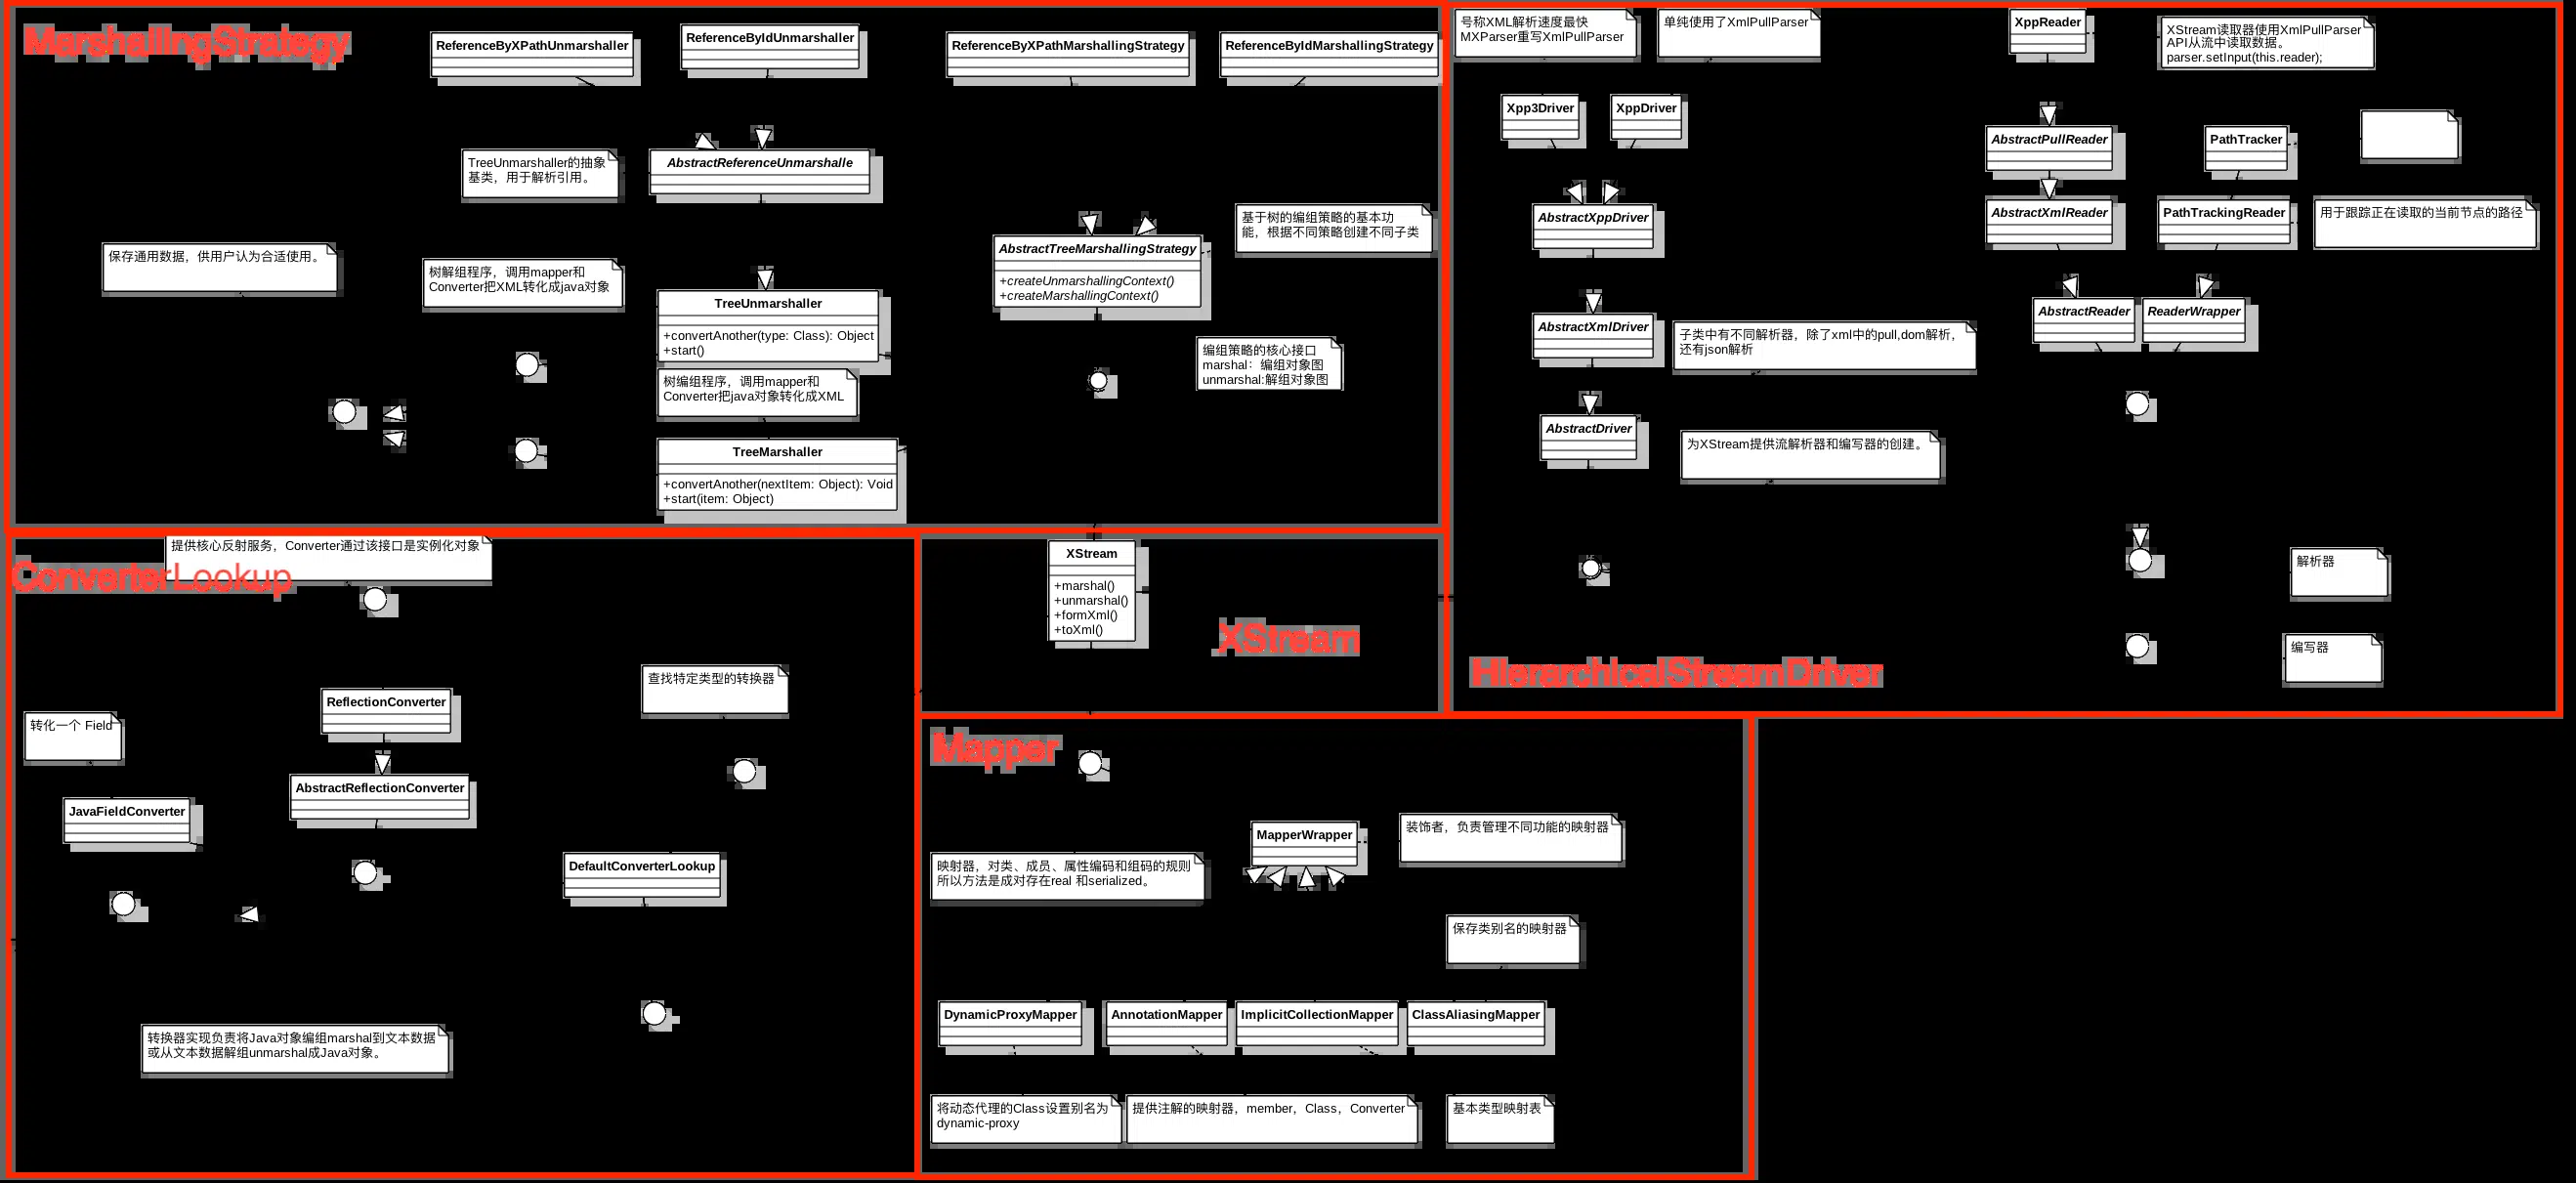 MarshallingStrategy
ReferenceByXPathUnmarshaller
ReferenceByIdUnmarshaller
ReferenceByXPathMarshallingStrategy
ReferenceByIdMarshallingStrategy
TreeUnmarshaller的抽象
基类，用于解析引用。
AbstractReferenceUnmarshalle
保存通用数据，供用户认为合适使用。
树解组程序，调用mapper和
Converter把XML转化成java对象
TreeUnmarshaller
+convertAnother(type: Class): Object
+start()
树编组程序，调用mapper和
Converter把java对象转化成XML
TreeMarshaller
+convertAnother(nextItem: Object): Void
+start(item: Object)
AbstractTreeMarshallingStrategy
+createUnmarshallingContext()
+createMarshallingContext()
基于树的编组策略的基本功
能，根据不同策略创建不同子类
编组策略的核心接口
marshal：编组对象图
unmarshal:解组对象图
号称XML解析速度最快
MXParser重写XmlPullParser
单纯使用了XmlPullParser
XppReader
XStream读取器使用XmlPullParser
API从流中读取数据。
parser.setInput(this.reader);
Xpp3Driver
XppDriver
AbstractPullReader
PathTracker
AbstractXppDriver
AbstractXmlReader
PathTrackingReader
用于跟踪正在读取的当前节点的路径
AbstractXmlDriver
子类中有不同解析器，除了xml中的pull,dom解析,
还有json解析
AbstractReader
ReaderWrapper
AbstractDriver
为XStream提供流解析器和编写器的创建。
解析器
编写器
HierarchicalStreamDriver
提供核心反射服务，Converter通过该接口是实例化对象
ConverterLookup
查找特定类型的转换器
ReflectionConverter
转化一个 Field
AbstractReflectionConverter
JavaFieldConverter
DefaultConverterLookup
转换器实现负责将Java对象编组marshal到文本数据
或从文本数据解组unmarshal成Java对象。
XStream
+marshal()
+unmarshal()
+formXml()
+toXml()
XStream
Mapper
MapperWrapper
装饰者，负责管理不同功能的映射器
映射器，对类、成员、属性编码和组码的规则
所以方法是成对存在real 和serialized。
保存类别名的映射器
DynamicProxyMapper
AnnotationMapper
ImplicitCollectionMapper
ClassAliasingMapper
将动态代理的Class设置别名为
dynamic-proxy
提供注解的映射器，member，Class，Converter
基本类型映射表